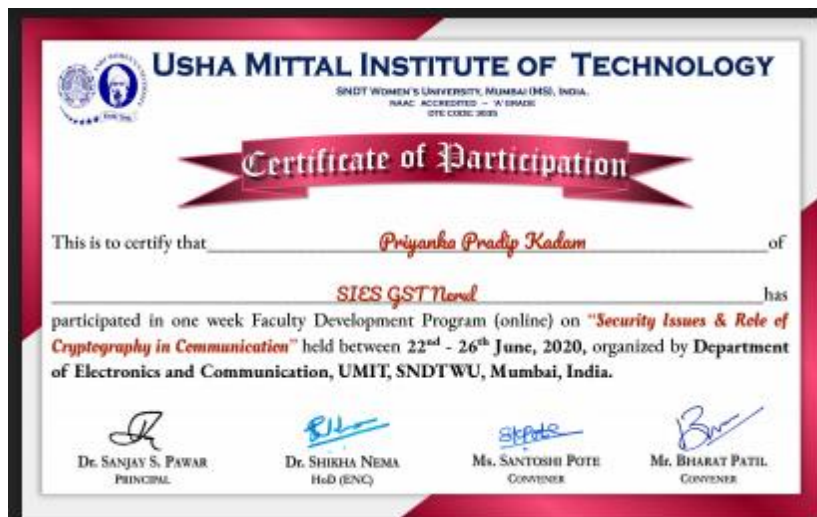 USHA MITTAL INSTITUTE OF TECHNOLOGY
SNDT WOMEN'S UNIVERSITY, MUMBAI (MS), INDIA.
NAAC ACCREDITED – 'A' GRADE
DTE CODE: 3035
Certificate of Participation
This is to certify that Priyanka Pradip Kadam of
SIES GST Nerul has
participated in one week Faculty Development Program (online) on "Security Issues & Role of
Cryptography in Communication" held between 22nd - 26th June, 2020, organized by Department
of Electronics and Communication, UMIT, SNDTWU, Mumbai, India.
DR. SANJAY S. PAWAR DR. SHIKHA NEMA MS. SANTOSHI POTE MR. BHARAT PATIL
PRINCIPAL HOD (ENC) CONVENER CONVENER